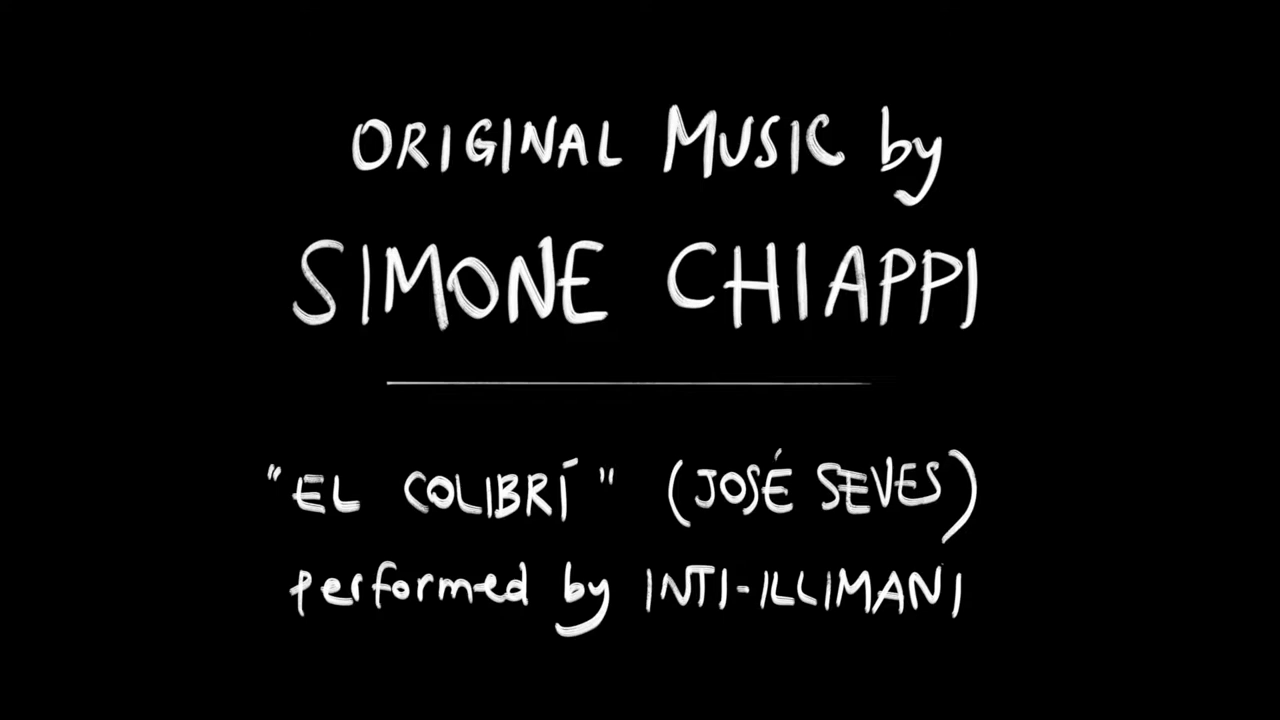 ORIGINAL MUSIC by
SIMONE CHIAPPI
"EL COLIBRÍ" (JOSÉ SEVES)
performed by INTI-ILLIMANI